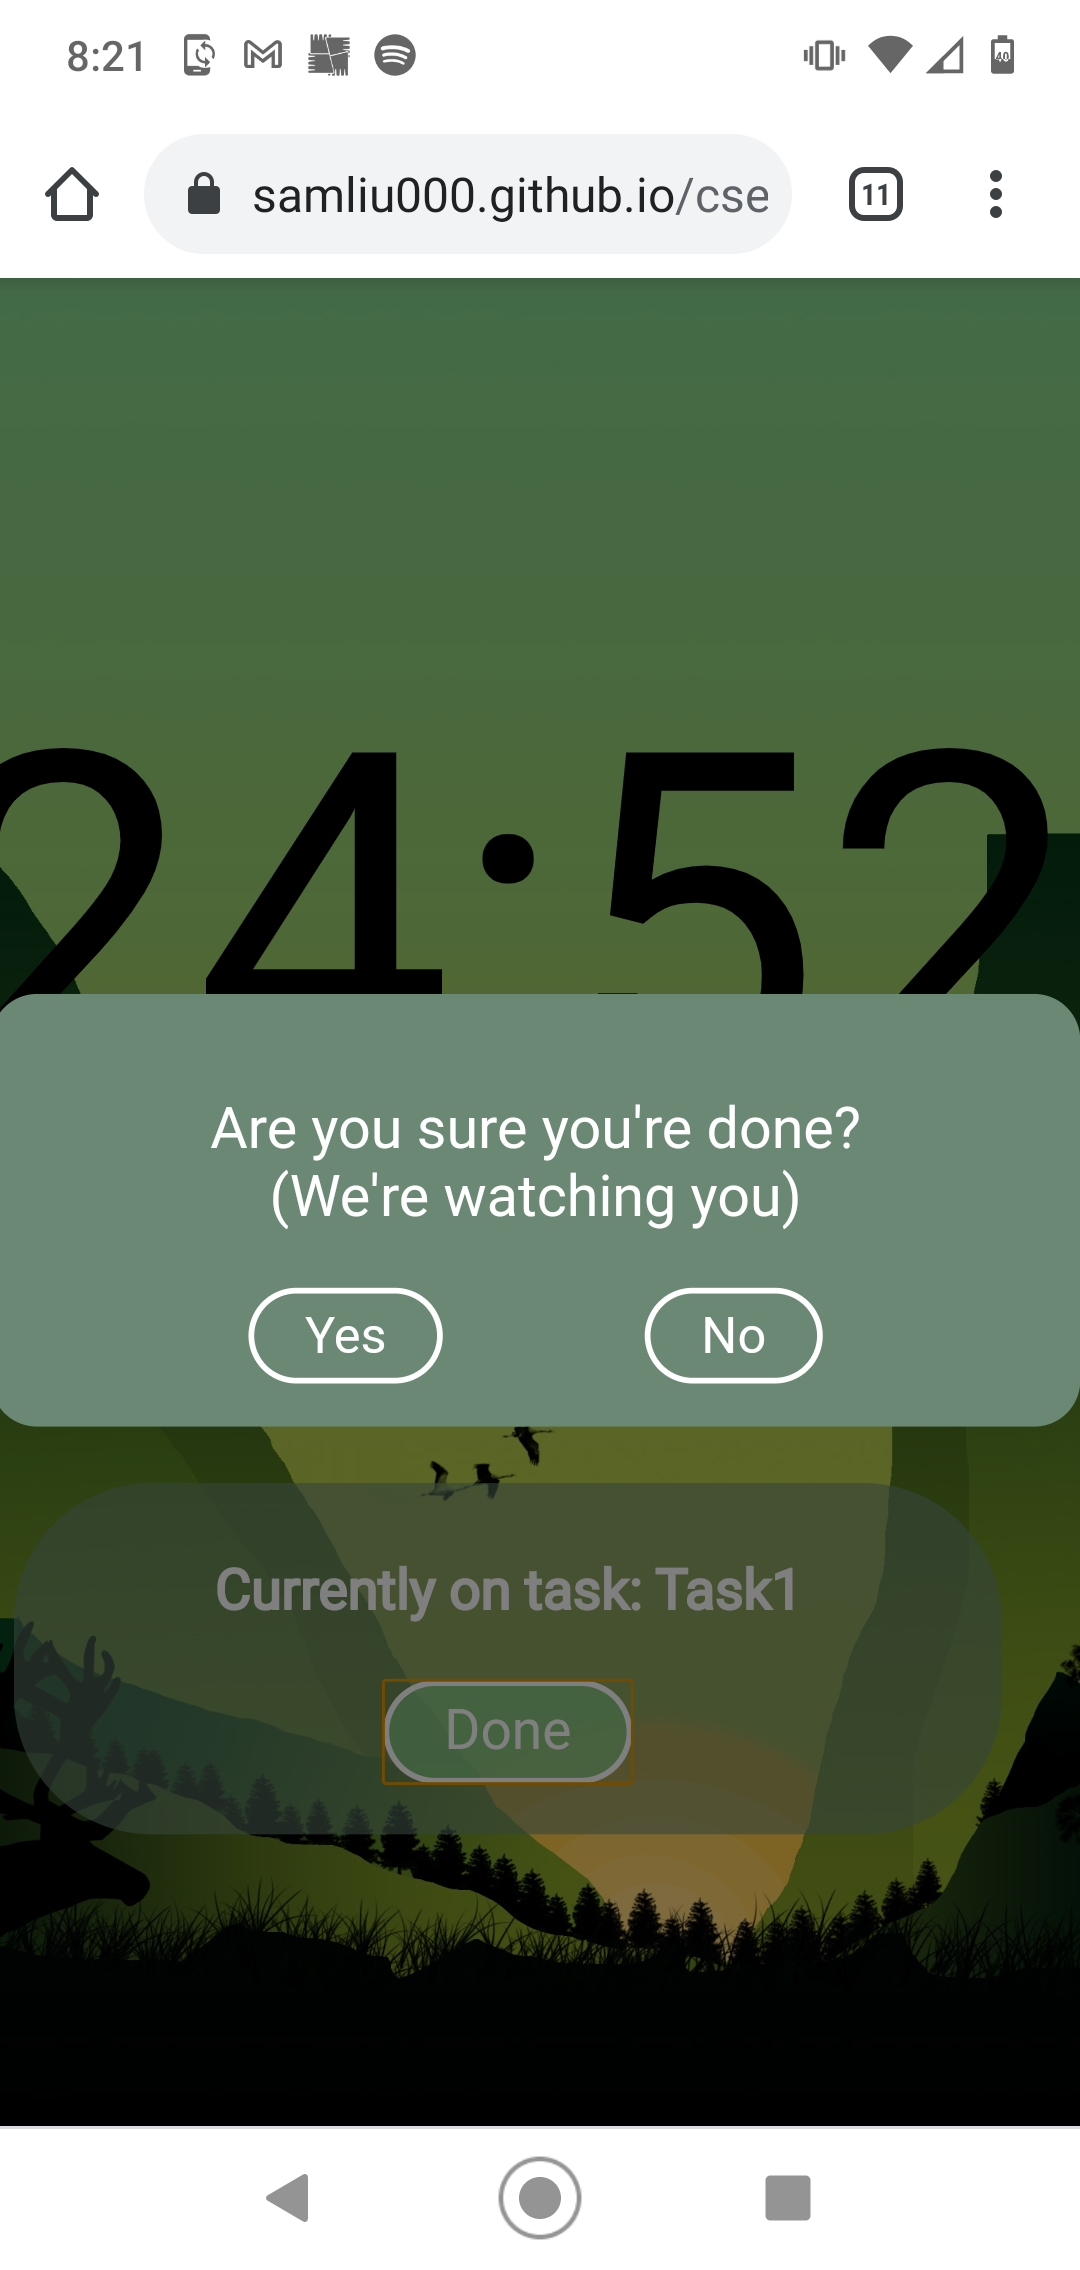 8:21
40
samliu000.github.io/cse
11
24:52
Are you sure you're done?
(We're watching you)
Yes
No
Currently on task: Task1
Done